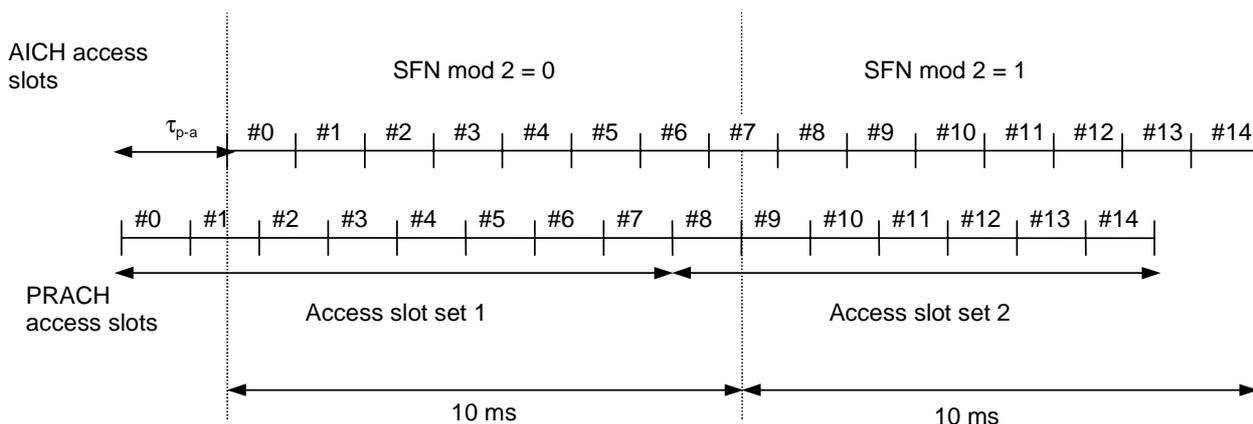 AICH access
slots
SFN mod 2 = 0
SFN mod 2 = 1
τp-a
#0 #1 #2 #3 #4 #5 #6 #7 #8 #9 #10 #11 #12 #13 #14
#0 #1 #2 #3 #4 #5 #6 #7 #8 #9 #10 #11 #12 #13 #14
PRACH
access slots
Access slot set 1
Access slot set 2
10 ms
10 ms